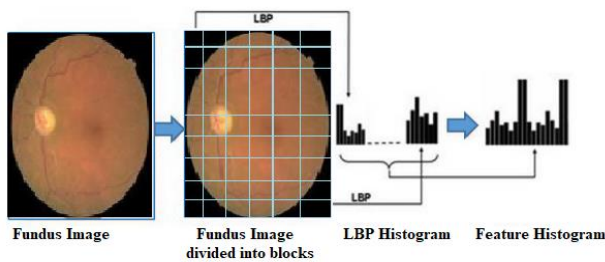 LBP
LBP
Fundus Image
Fundus Image
divided into blocks
LBP Histogram
Feature Histogram